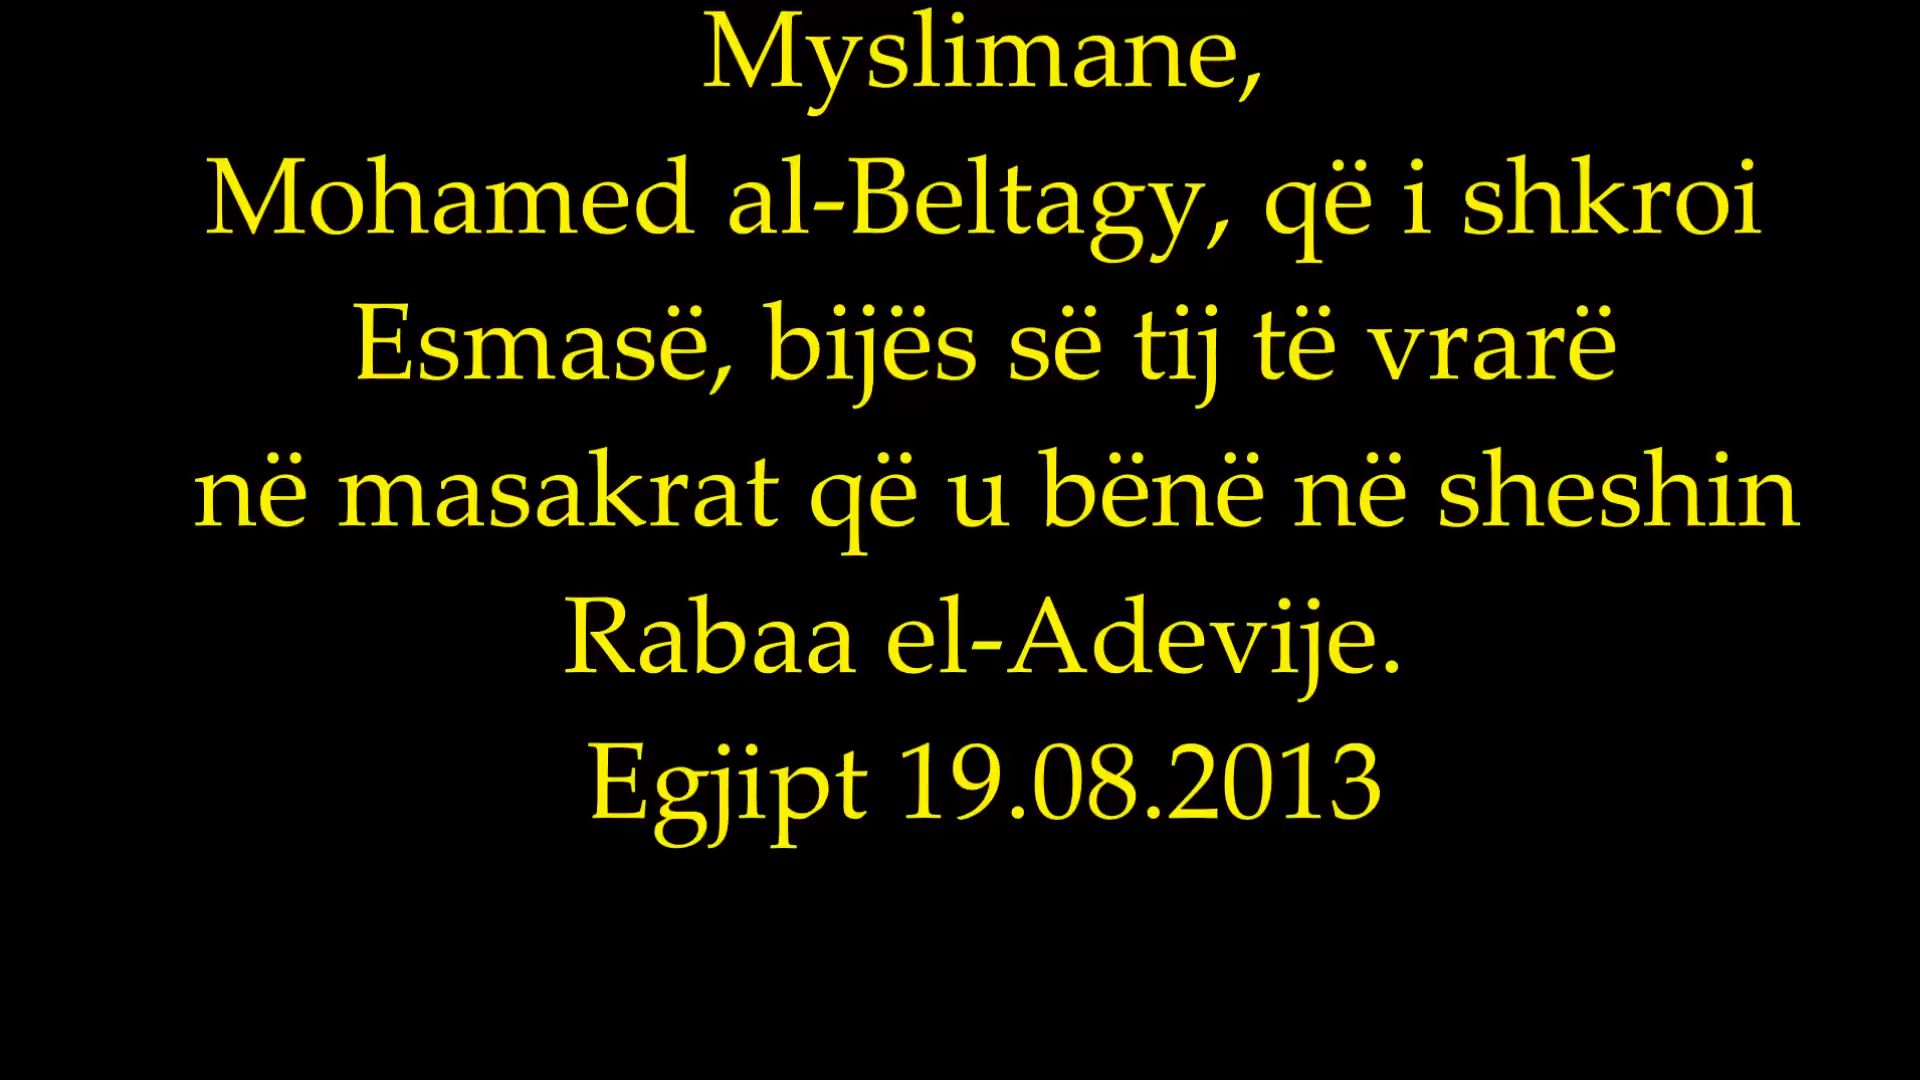 Myslimane,
Mohamed al-Beltagy, që i shkroi
Esmasë, bijës së tij të vrarë
në masakrat që u bënë në sheshin
Rabaa el-Adevije.
Egjipt 19.08.2013